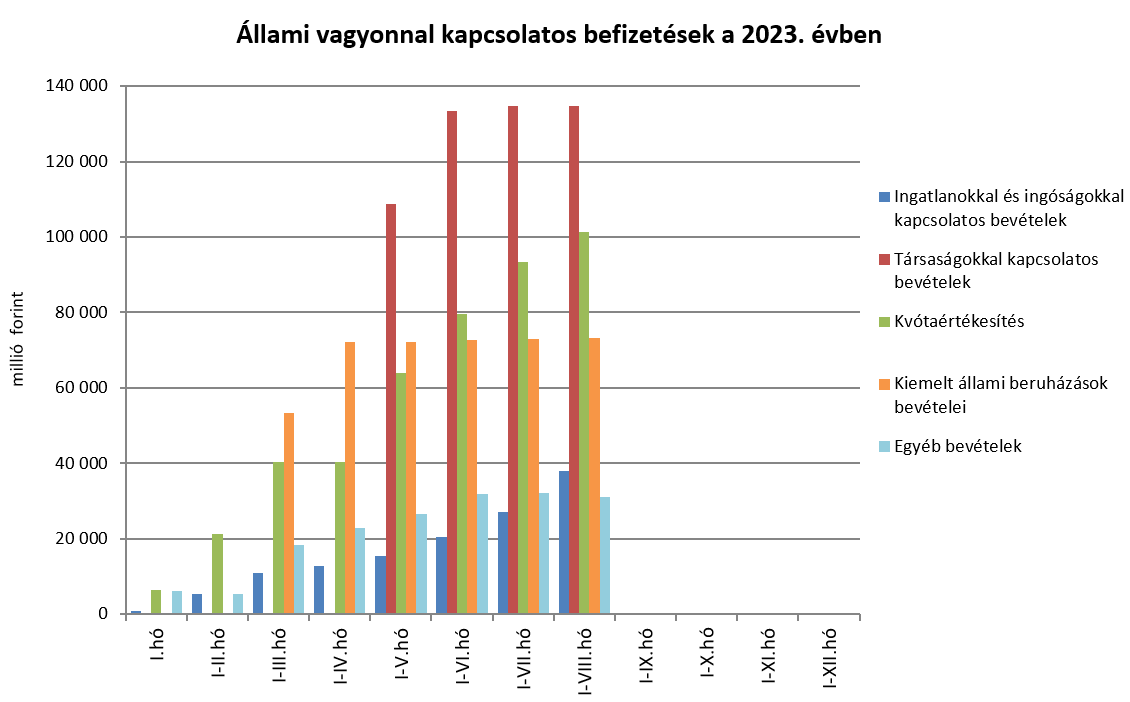 Állami vagyonnal kapcsolatos befizetések a 2023. évben
140 000
120 000
100 000
80 000
60 000
40 000
20 000
0
millió forint
I.hó
I-II.hó
I-III.hó
I-IV.hó
I-V.hó
I-VI.hó
I-VII.hó
I-VIII.hó
I-IX.hó
I-X.hó
I-XI.hó
I-XII.hó
Ingatlanokkal és ingóságokkal
kapcsolatos bevételek
Társaságokkal kapcsolatos
bevételek
Kvótaértékesítés
Kiemelt állami beruházások
bevételei
Egyéb bevételek